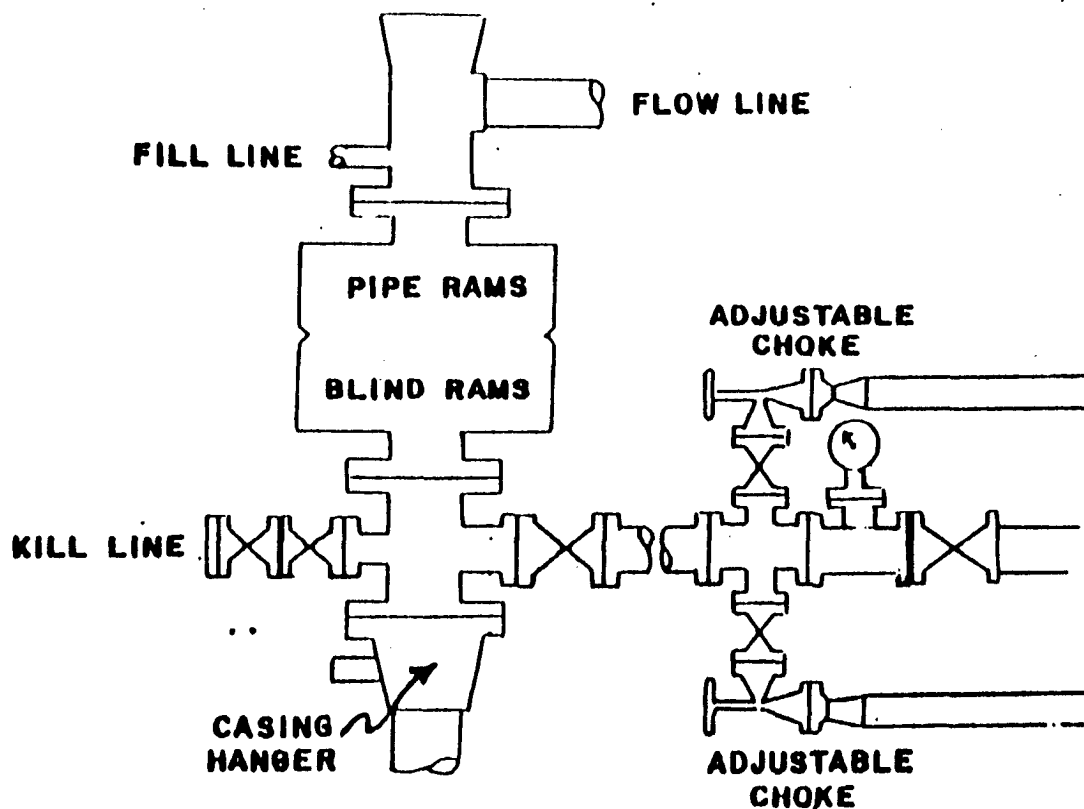 FLOW LINE
FILL LINE
PIPE RAMS
ADJUSTABLE
CHOKE
BLIND RAMS
KILL LINE
CASING
HANGER
ADJUSTABLE
CHOKE